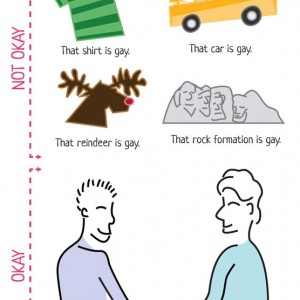 NOT OKAY
That shirt is gay.
That car is gay.
That reindeer is gay.
That rock formation is gay.
OKAY